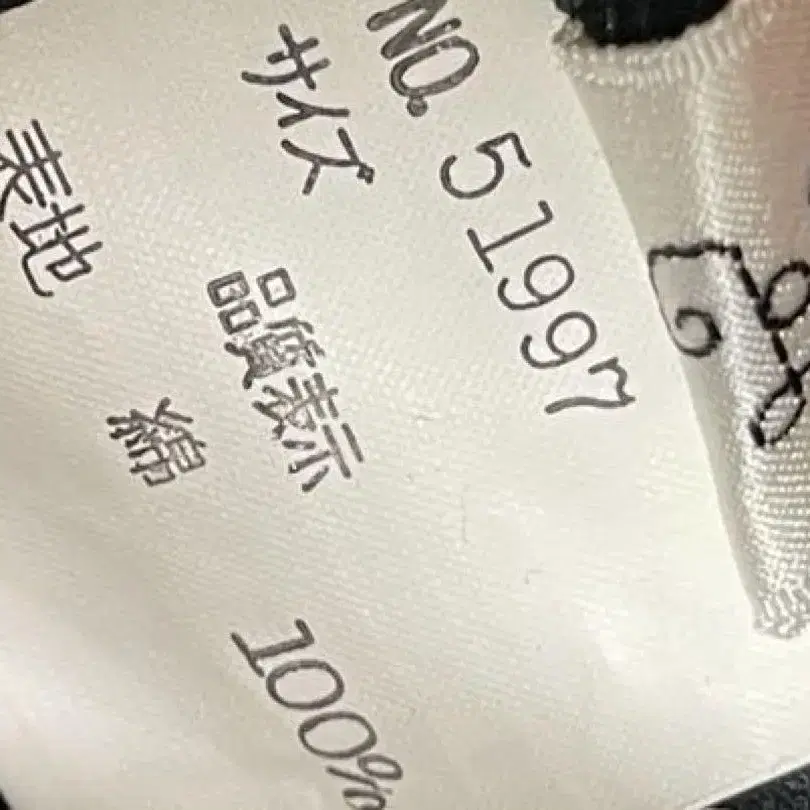 NO. 51997
サイズ
品質表示
表地
綿 100%